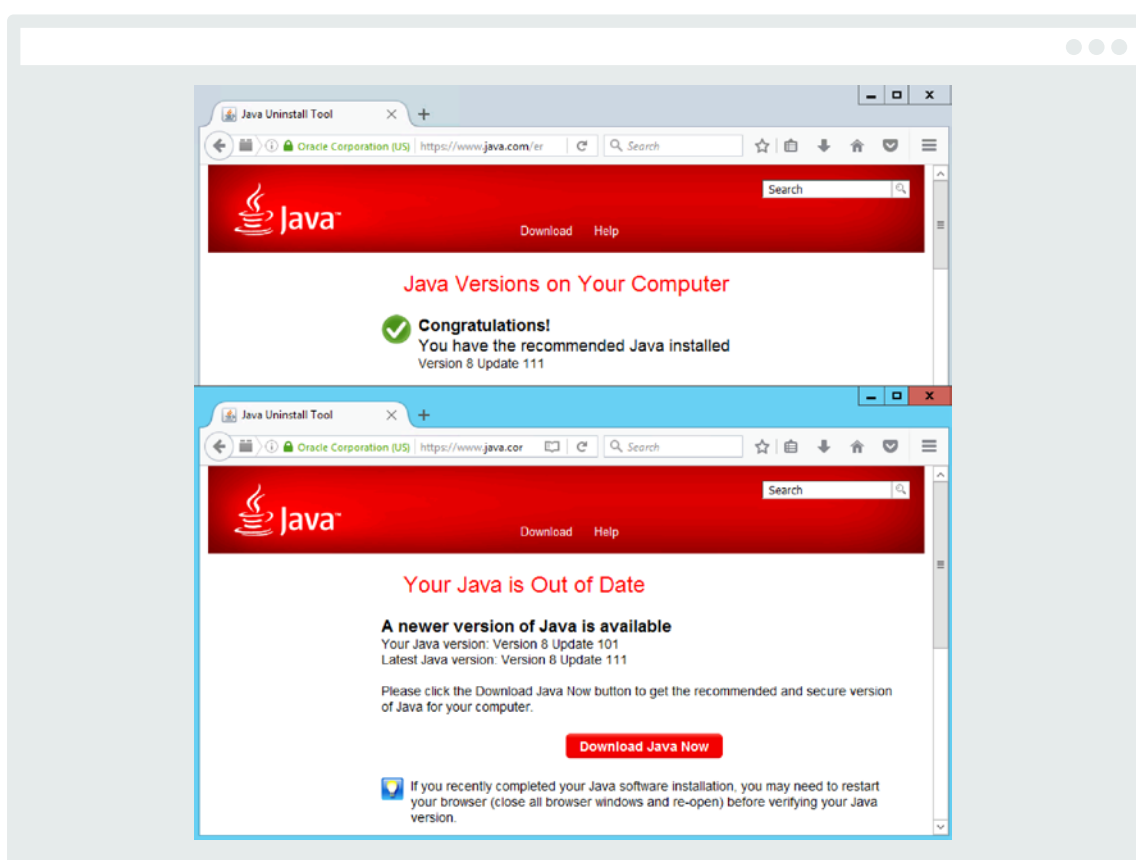 Java Uninstall Tool
Oracle Corporation (US) https://www.java.com/er Search
Search
Java™
Download Help
Java Versions on Your Computer
Congratulations!
You have the recommended Java installed
Version 8 Update 111
Java Uninstall Tool
Oracle Corporation (US) https://www.java.cor Search
Search
Java™
Download Help
Your Java is Out of Date
A newer version of Java is available
Your Java version: Version 8 Update 101
Latest Java version: Version 8 Update 111
Please click the Download Java Now button to get the recommended and secure version
of Java for your computer.
Download Java Now
If you recently completed your Java software installation, you may need to restart
your browser (close all browser windows and re-open) before verifying your Java
version.